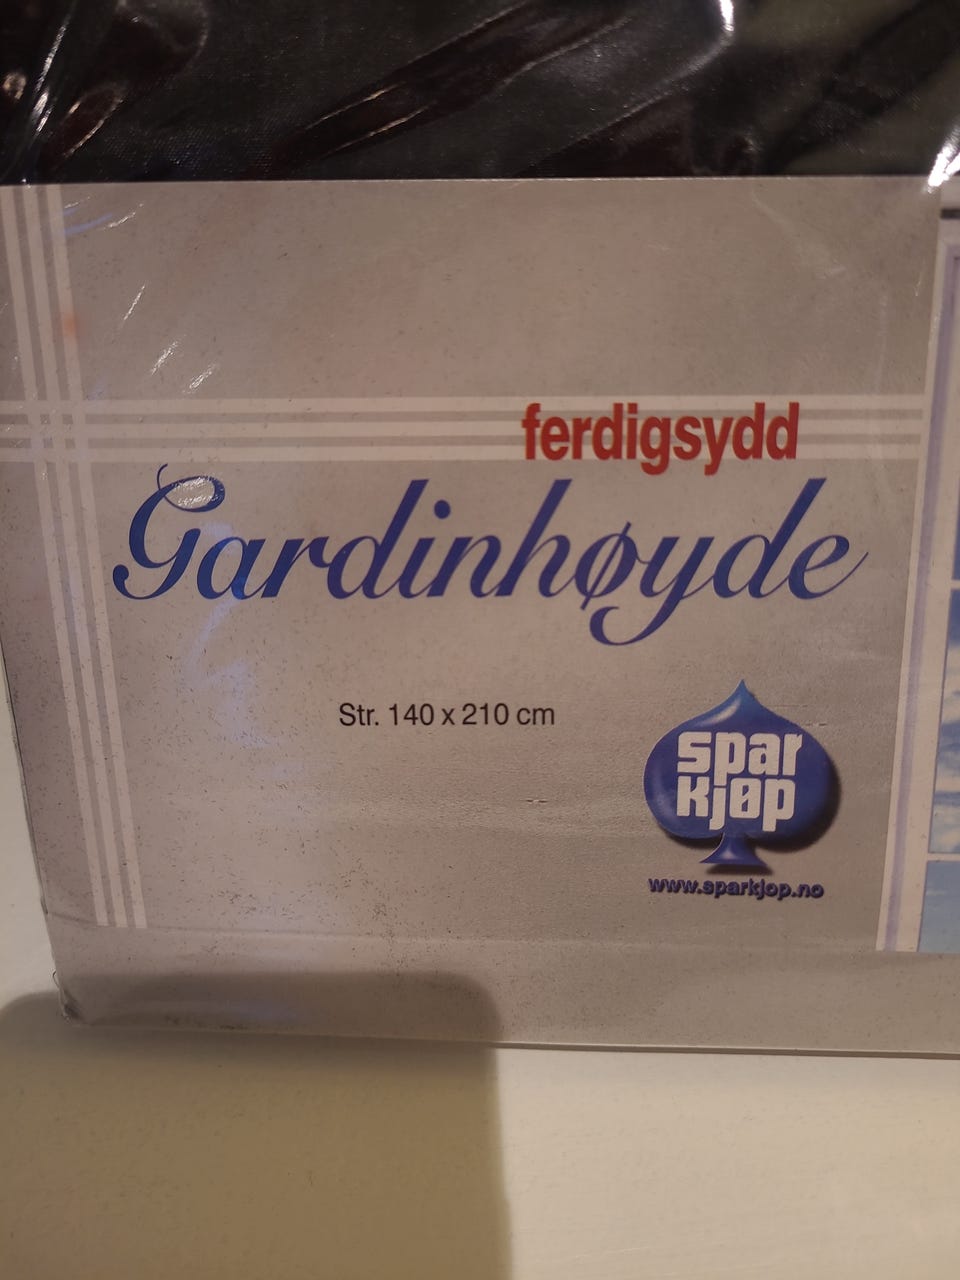 ferdigsydd
Gardinhøyde
Str. 140 x 210 cm
spar
kjøp
www.sparkjop.no